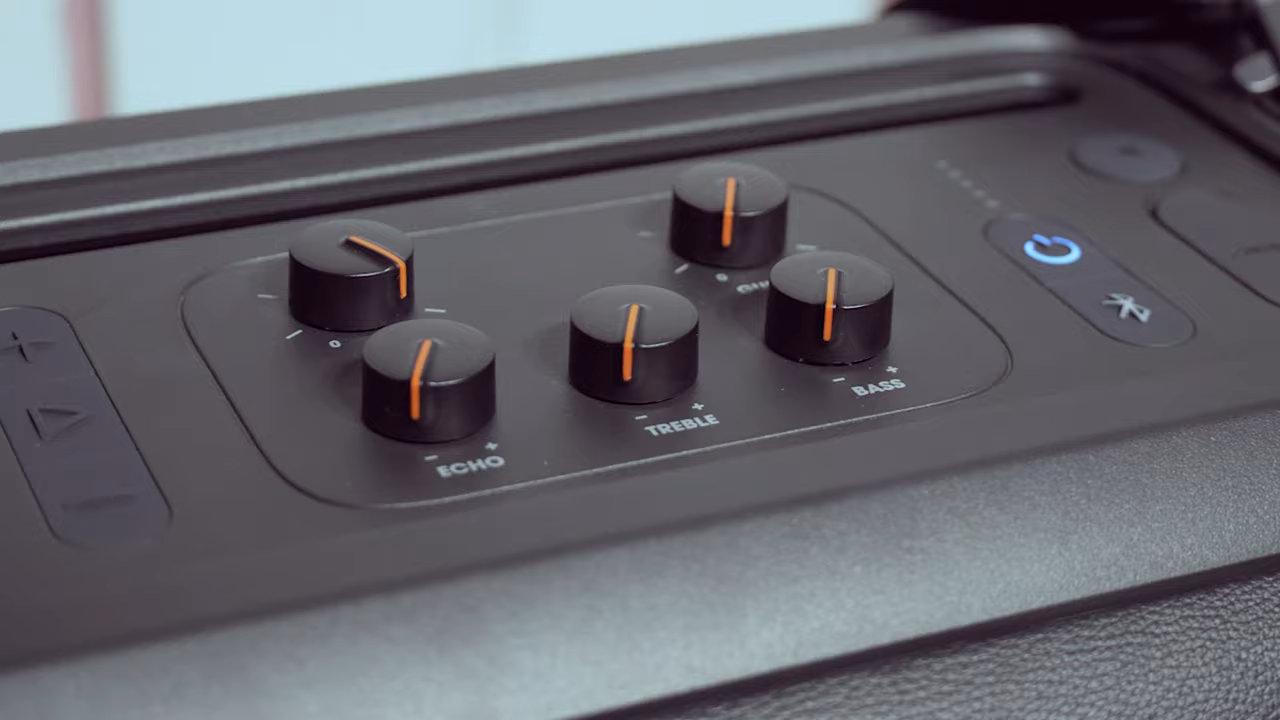 0
0
- +
BASS
- +
TREBLE
- +
ECHO